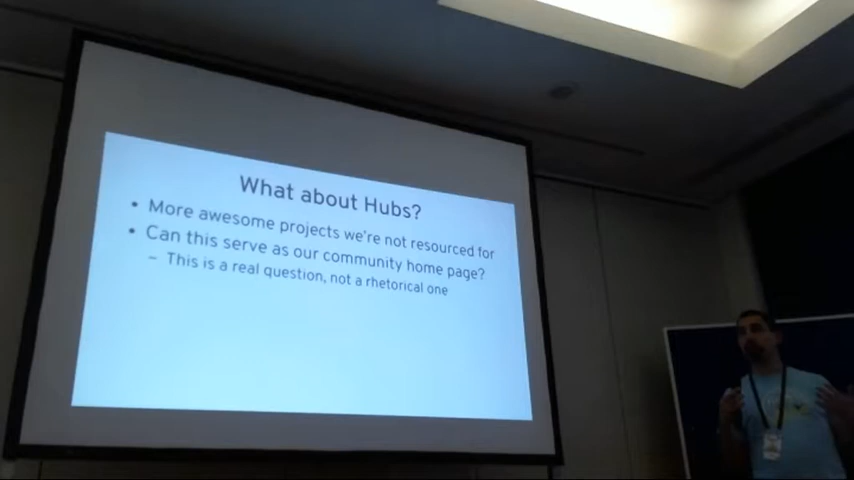 What about Hubs?
• More awesome projects we're not resourced for
• Can this serve as our community home page?
– This is a real question, not a rhetorical one